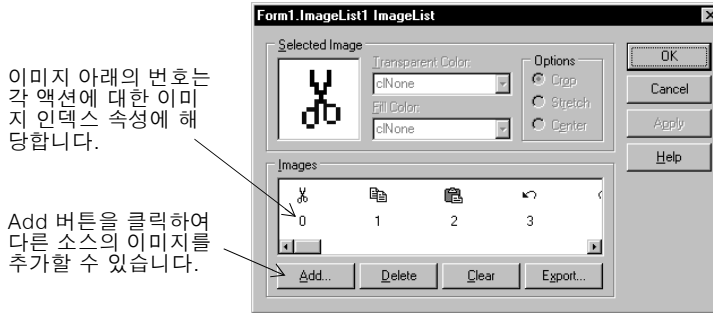 Form1.ImageList1 ImageList
Selected Image
Transparent Color:
clNone
Fill Color:
clNone
Options
Crop
Stretch
Center
OK
Cancel
Apply
Help
이미지 아래의 번호는
각 액션에 대한 이미
지 인덱스 속성에 해
당합니다.
Images
0 1 2 3
Add 버튼을 클릭하여
다른 소스의 이미지를
추가할 수 있습니다.
Add... Delete Clear Export...